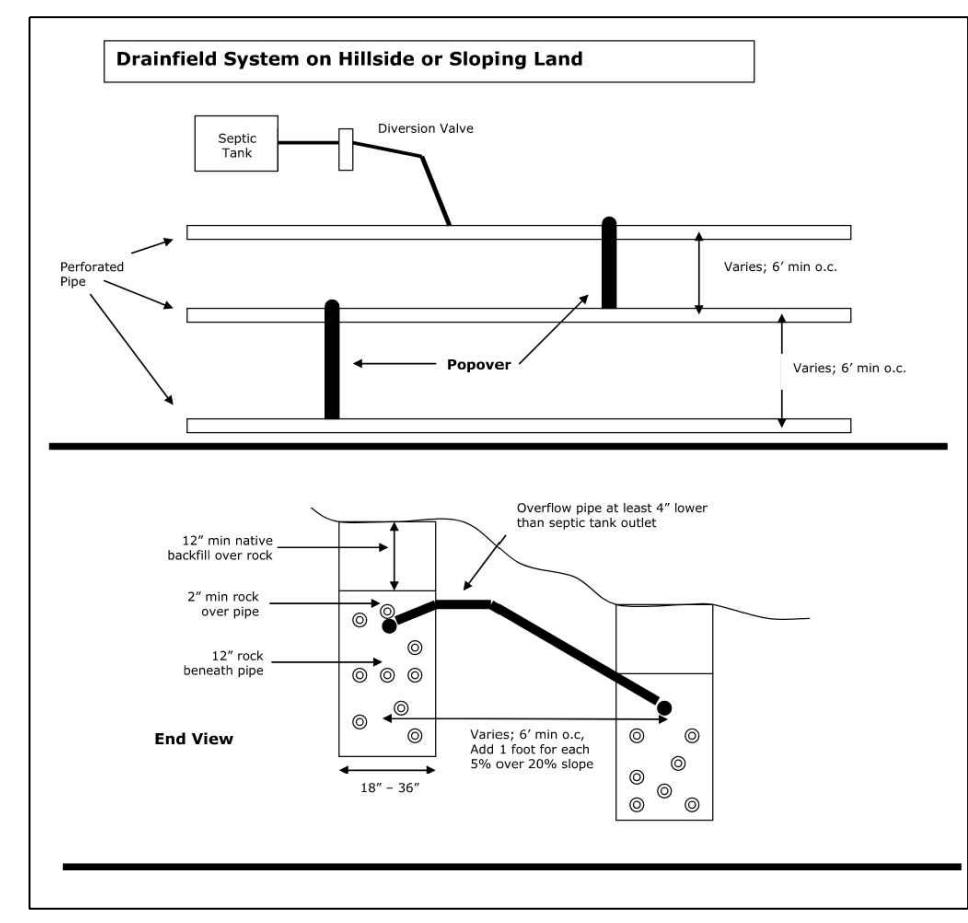 Drainfield System on Hillside or Sloping Land
Septic
Tank
Diversion Valve
Perforated
Pipe
Varies; 6’ min o.c.
Popover
Varies; 6’ min o.c.
Overflow pipe at least 4” lower
than septic tank outlet
12” min native
backfill over rock
2” min rock
over pipe
12” rock
beneath pipe
End View
Varies; 6’ min o.c,
Add 1 foot for each
5% over 20% slope
18” – 36”